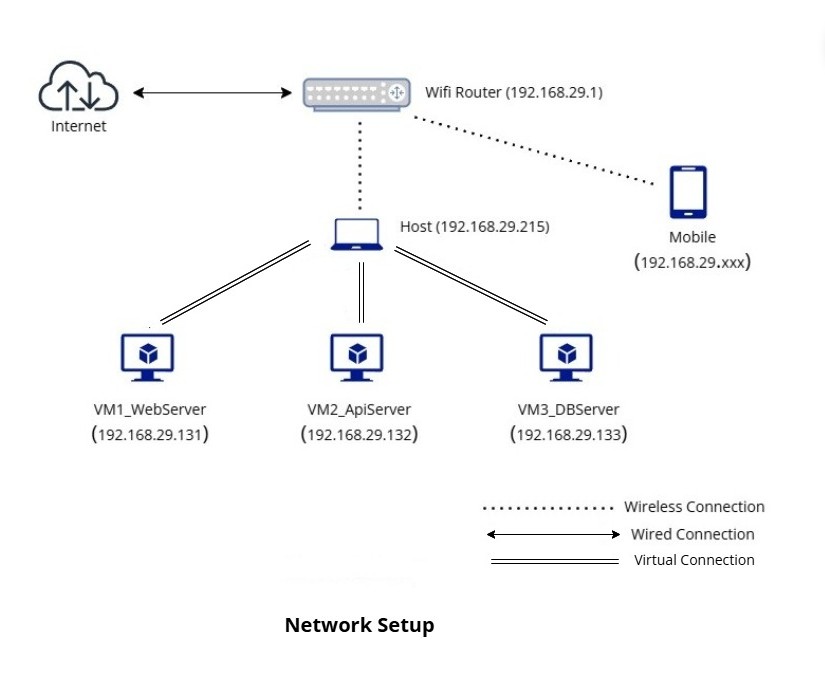 Wifi Router (192.168.29.1)
Internet
Host (192.168.29.215)
Mobile
(192.168.29.xxx)
VM1_WebServer
(192.168.29.131)
VM2_ApiServer
(192.168.29.132)
VM3_DBServer
(192.168.29.133)
Wireless Connection
Wired Connection
Virtual Connection
Network Setup